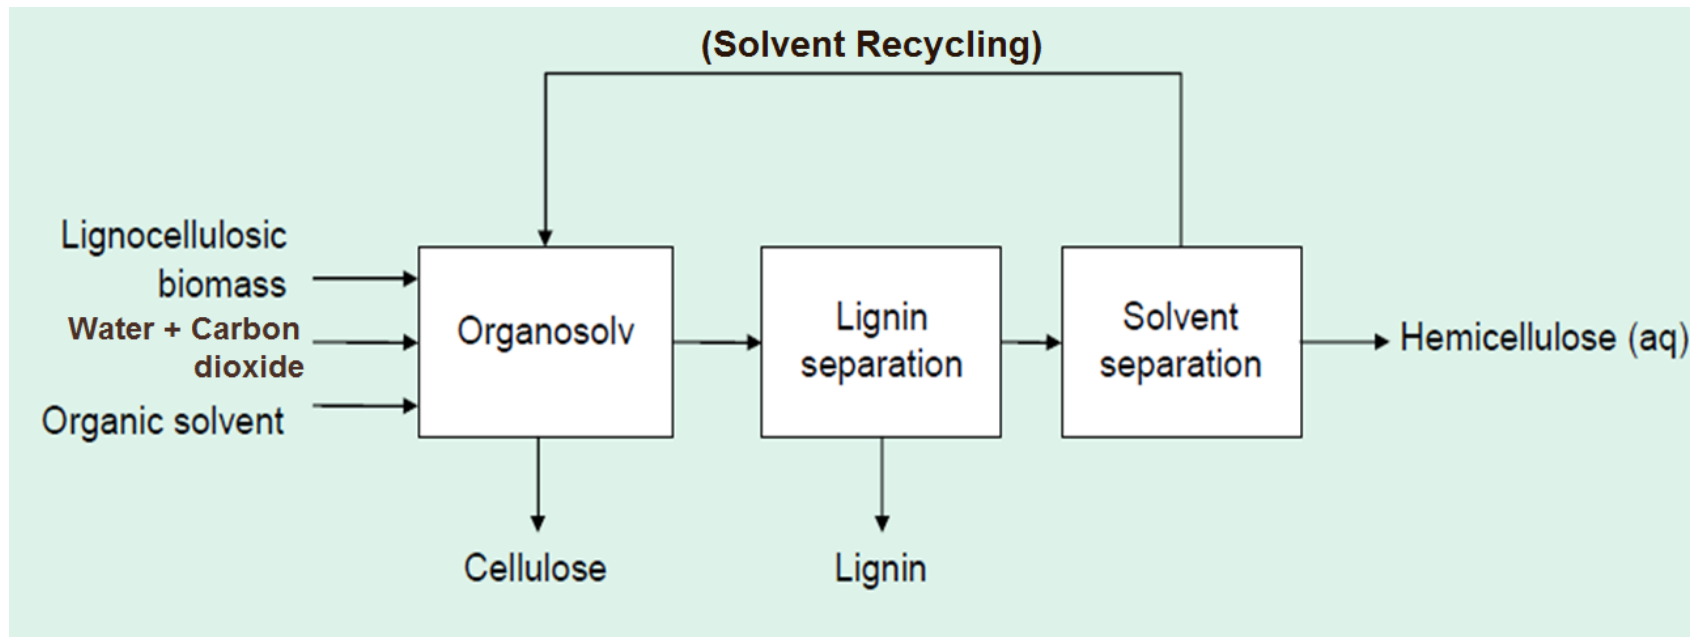 (Solvent Recycling)
Lignocellulosic
biomass
Water + Carbon
dioxide
Organic solvent
Organosolv
Lignin
separation
Solvent
separation
Hemicellulose (aq)
Cellulose
Lignin